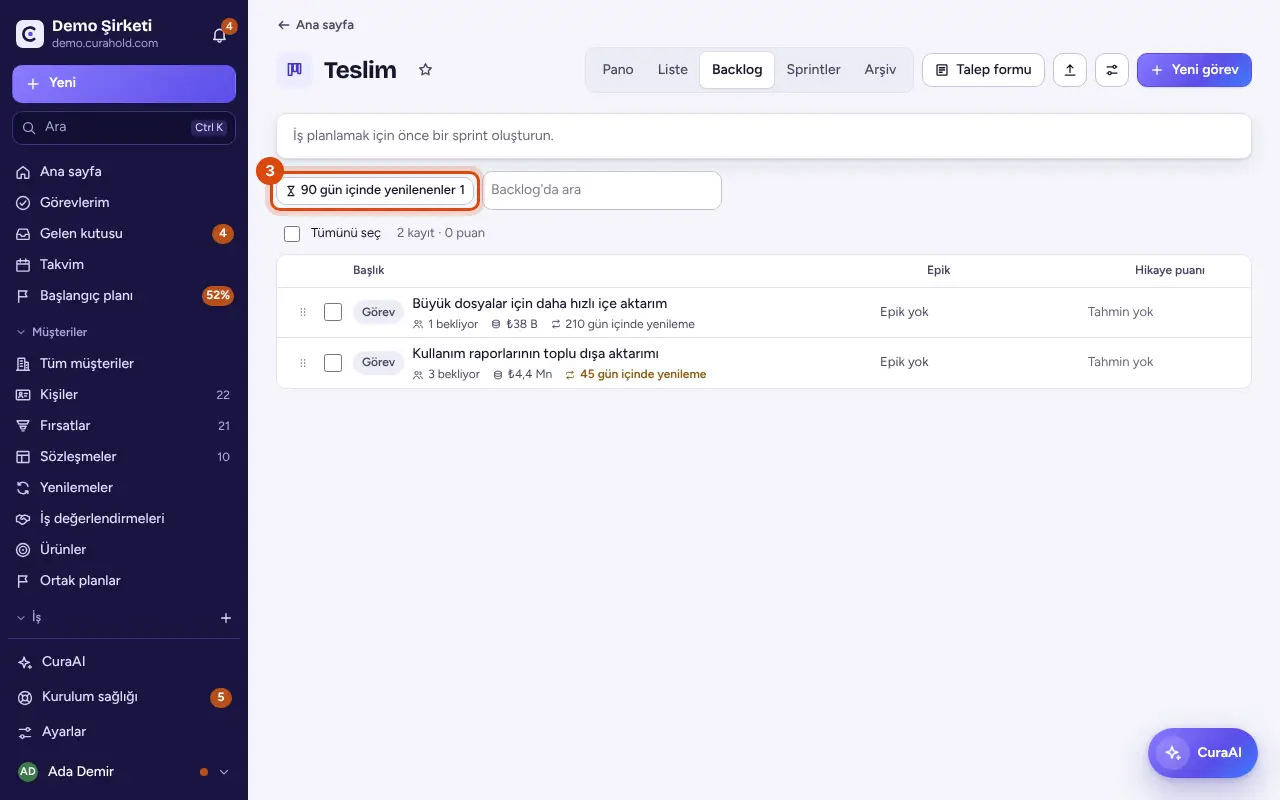 Demo Şirketi
demo.curahold.com
4
Yeni
Ara
Ctrl K
Ana sayfa
Görevlerim
Gelen kutusu 4
Takvim
Başlangıç planı 52%
Müşteriler
Tüm müşteriler
Kişiler 22
Fırsatlar 21
Sözleşmeler 10
Yenilemeler
İş değerlendirmeleri
Ürünler
Ortak planlar
İş
CuraAI
Kurulum sağlığı 5
Ayarlar
AD Ada Demir
Ana sayfa
Teslim
Pano Liste Backlog Sprintler Arşiv
Talep formu
Yeni görev
İş planlamak için önce bir sprint oluşturun.
3
90 gün içinde yenilenenler 1
Backlog'da ara
Tümünü seç 2 kayıt · 0 puan
Başlık Epik Hikaye puanı
Görev Büyük dosyalar için daha hızlı içe aktarım Epik yok Tahmin yok
1 bekliyor ₺38 B 210 gün içinde yenileme
Görev Kullanım raporlarının toplu dışa aktarımı Epik yok Tahmin yok
3 bekliyor ₺4,4 Mn 45 gün içinde yenileme
CuraAI